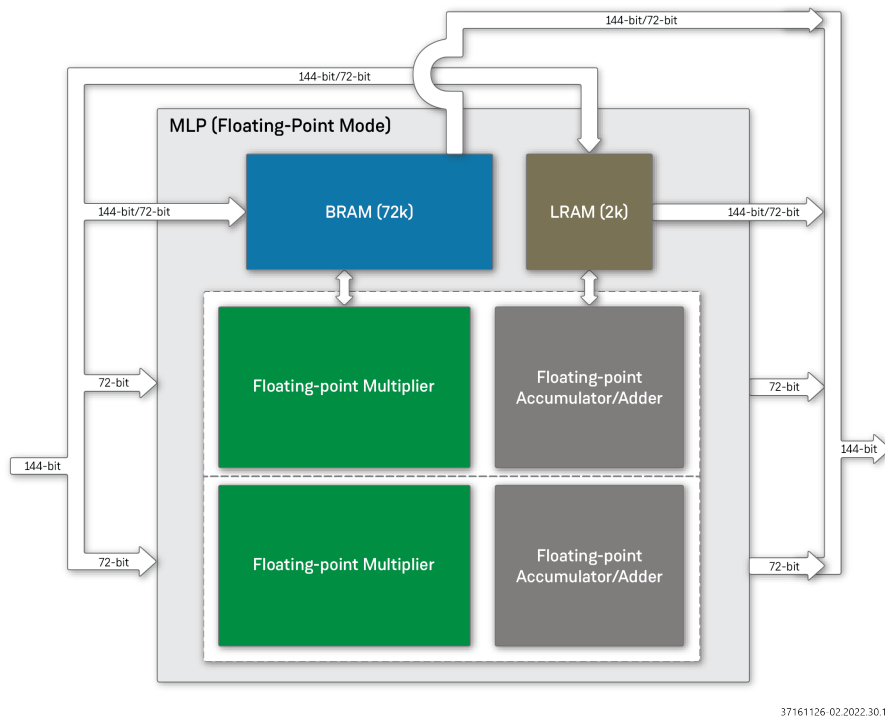 144-bit/72-bit
144-bit/72-bit
MLP (Floating-Point Mode)
144-bit/72-bit
BRAM (72k)
LRAM (2k)
144-bit/72-bit
72-bit
Floating-point Multiplier
Floating-point
Accumulator/Adder
72-bit
144-bit
144-bit
72-bit
Floating-point Multiplier
Floating-point
Accumulator/Adder
72-bit
37161126-02.2022.30.1